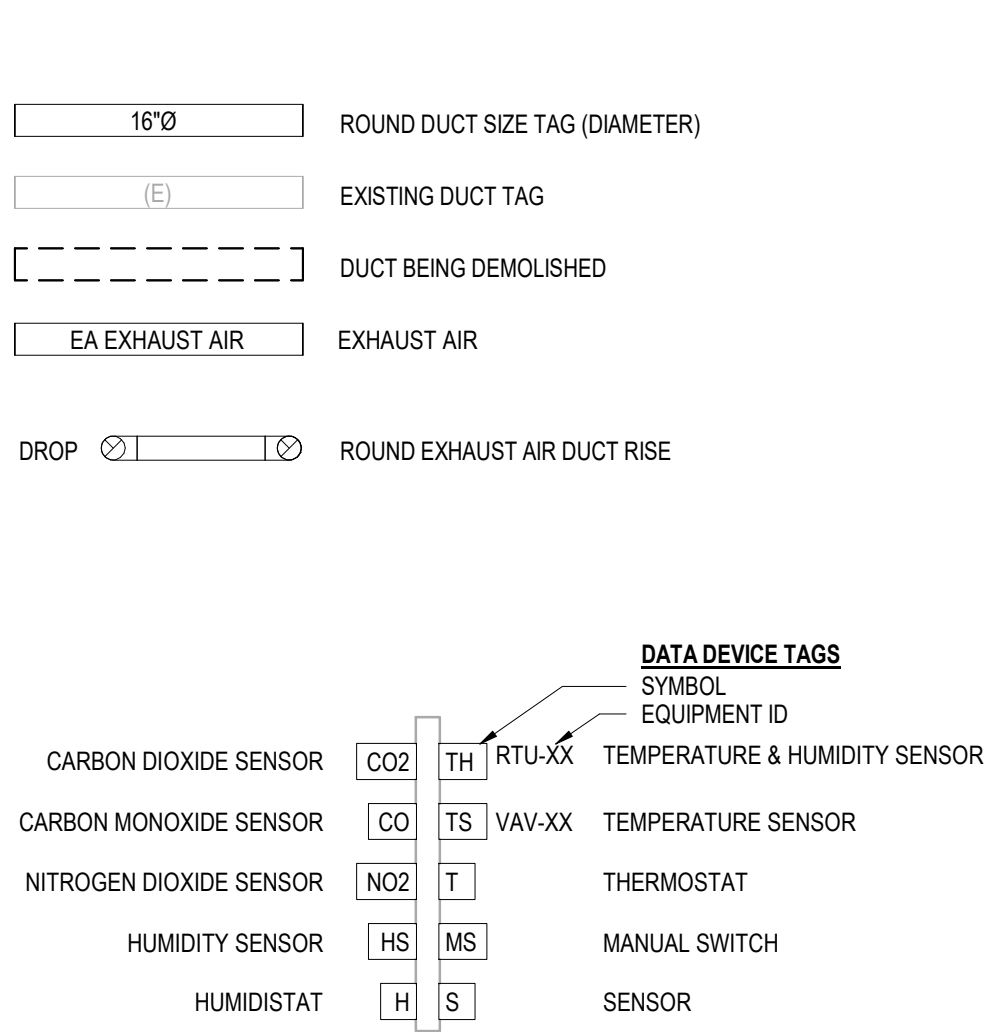 16"Ø ROUND DUCT SIZE TAG (DIAMETER)
(E) EXISTING DUCT TAG
DUCT BEING DEMOLISHED
EA EXHAUST AIR EXHAUST AIR
DROP ROUND EXHAUST AIR DUCT RISE
DATA DEVICE TAGS
SYMBOL
EQUIPMENT ID
CARBON DIOXIDE SENSOR CO2 TH RTU-XX TEMPERATURE & HUMIDITY SENSOR
CARBON MONOXIDE SENSOR CO TS VAV-XX TEMPERATURE SENSOR
NITROGEN DIOXIDE SENSOR NO2 T THERMOSTAT
HUMIDITY SENSOR HS MS MANUAL SWITCH
HUMIDISTAT H S SENSOR